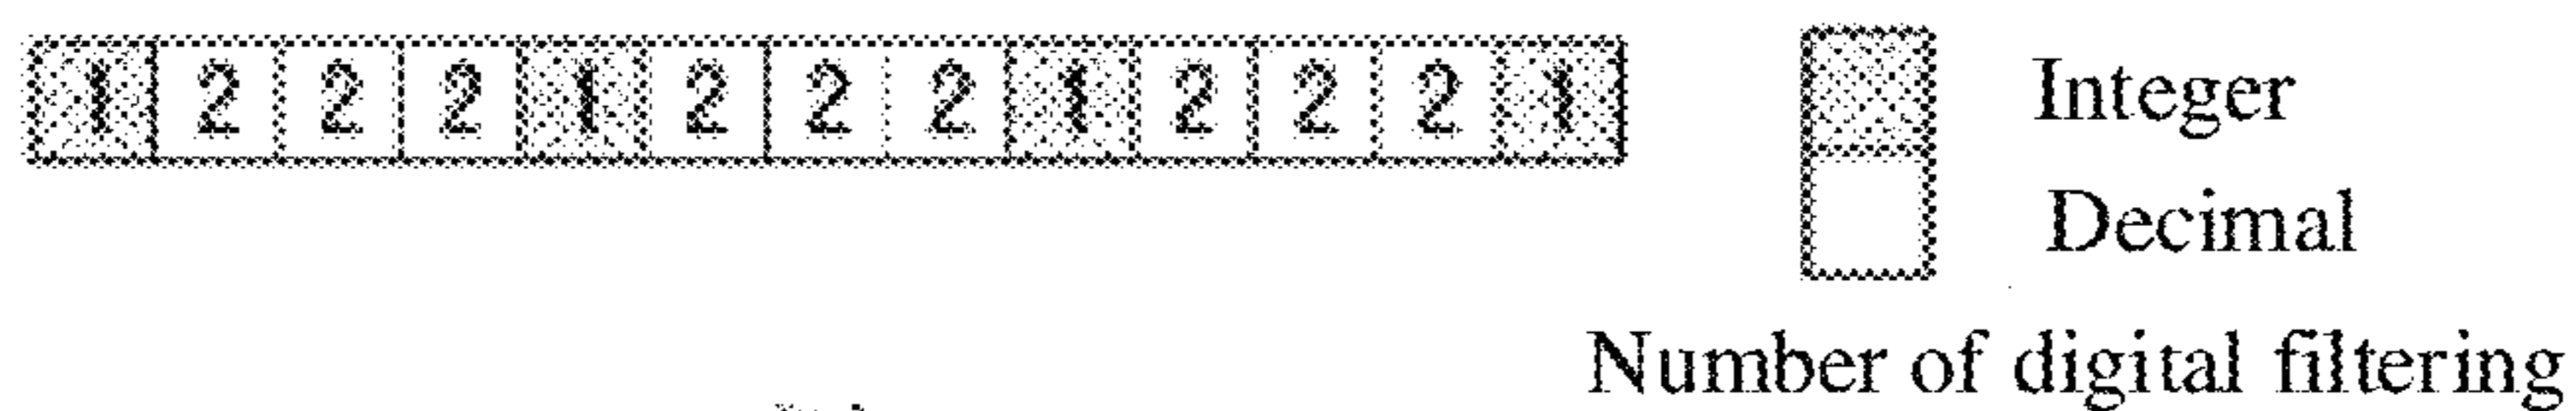 1 2 2 2 1 2 2 2 1 2 2 2 1
Integer
Decimal
Number of digital filtering